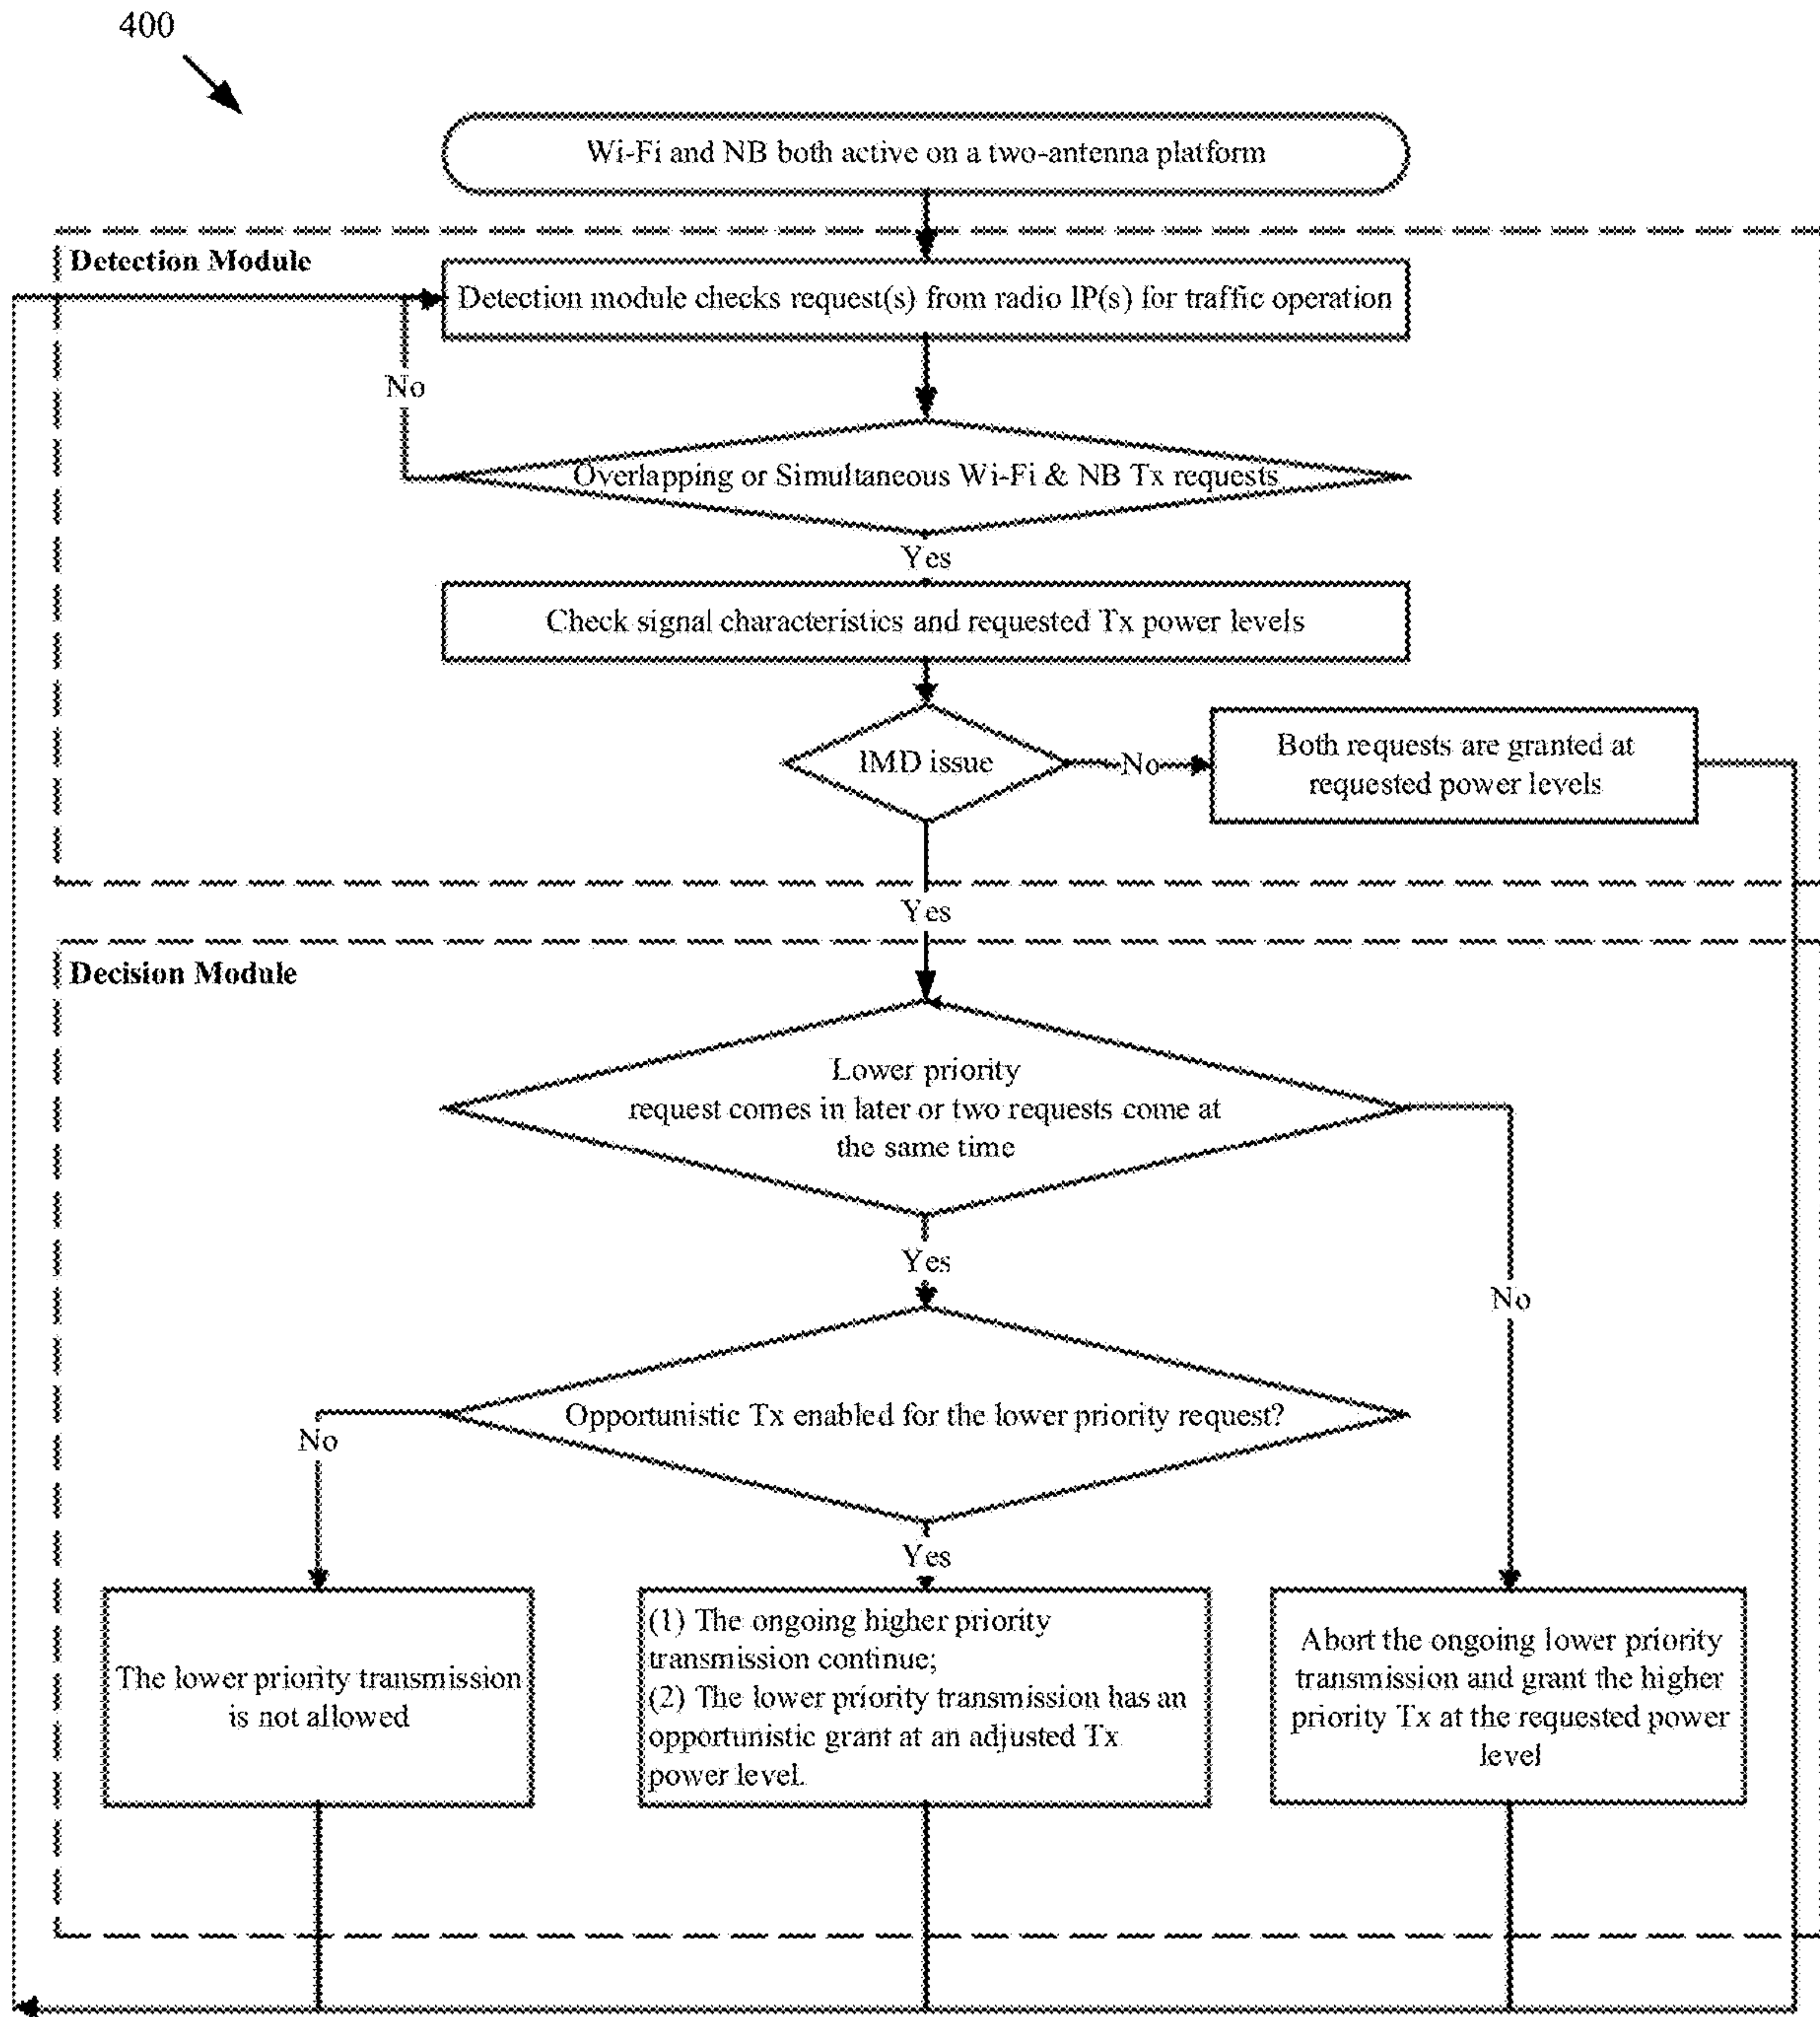 400
Wi-Fi and NB both active on a two-antenna platform
Detection Module
Detection module checks request(s) from radio IP(s) for traffic operation
No
Overlapping or Simultaneous Wi-Fi & NB Tx requests
Yes
Check signal characteristics and requested Tx power levels
IMD issue
No
Both requests are granted at
requested power levels
Yes
Decision Module
Lower priority
request comes in later or two requests come at
the same time
Yes
No
Opportunistic Tx enabled for the lower priority request?
No
Yes
The lower priority transmission
is not allowed
(1) The ongoing higher priority
transmission continue;
(2) The lower priority transmission has an
opportunistic grant at an adjusted Tx
power level.
Abort the ongoing lower priority
transmission and grant the higher
priority Tx at the requested power
level